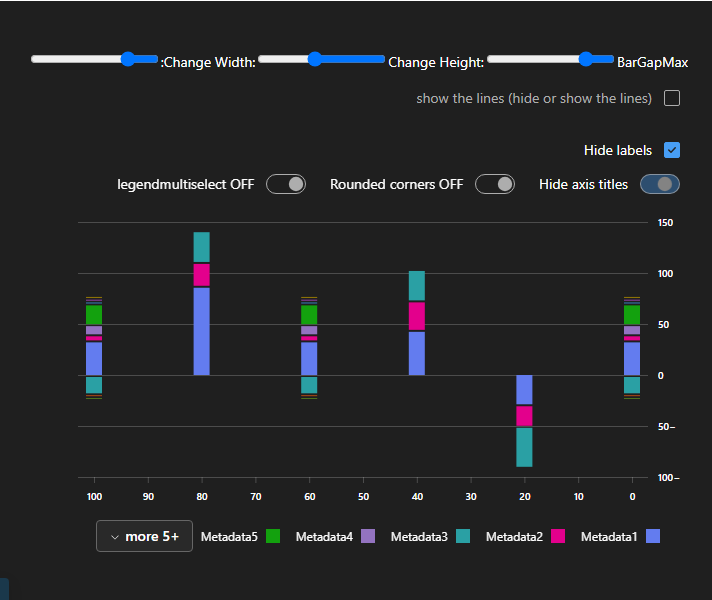 :Change Width: Change Height: BarGapMax
show the lines (hide or show the lines)
Hide labels
legendmultiselect OFF Rounded corners OFF Hide axis titles
150
100
50
0
50−
100−
100 90 80 70 60 50 40 30 20 10 0
more 5+ Metadata5 Metadata4 Metadata3 Metadata2 Metadata1